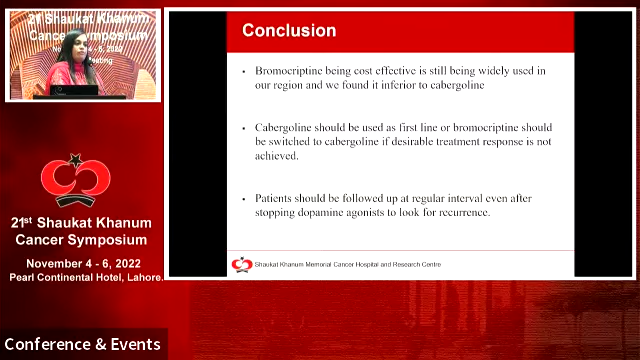 21st Shaukat Khanum
Cancer Symposium
Conclusion
Bromocriptine being cost effective is still being widely used in
our region and we found it inferior to cabergoline
Cabergoline should be used as first line or bromocriptine should
be switched to cabergoline if desirable treatment response is not
achieved.
Patients should be followed up at regular interval even after
stopping dopamine agonists to look for recurrence.
Shaukat Khanum Memorial Cancer Hospital and Research Centre
21st Shaukat Khanum
Cancer Symposium
November 4 - 6, 2022
Pearl Continental Hotel, Lahore.
Conference & Events